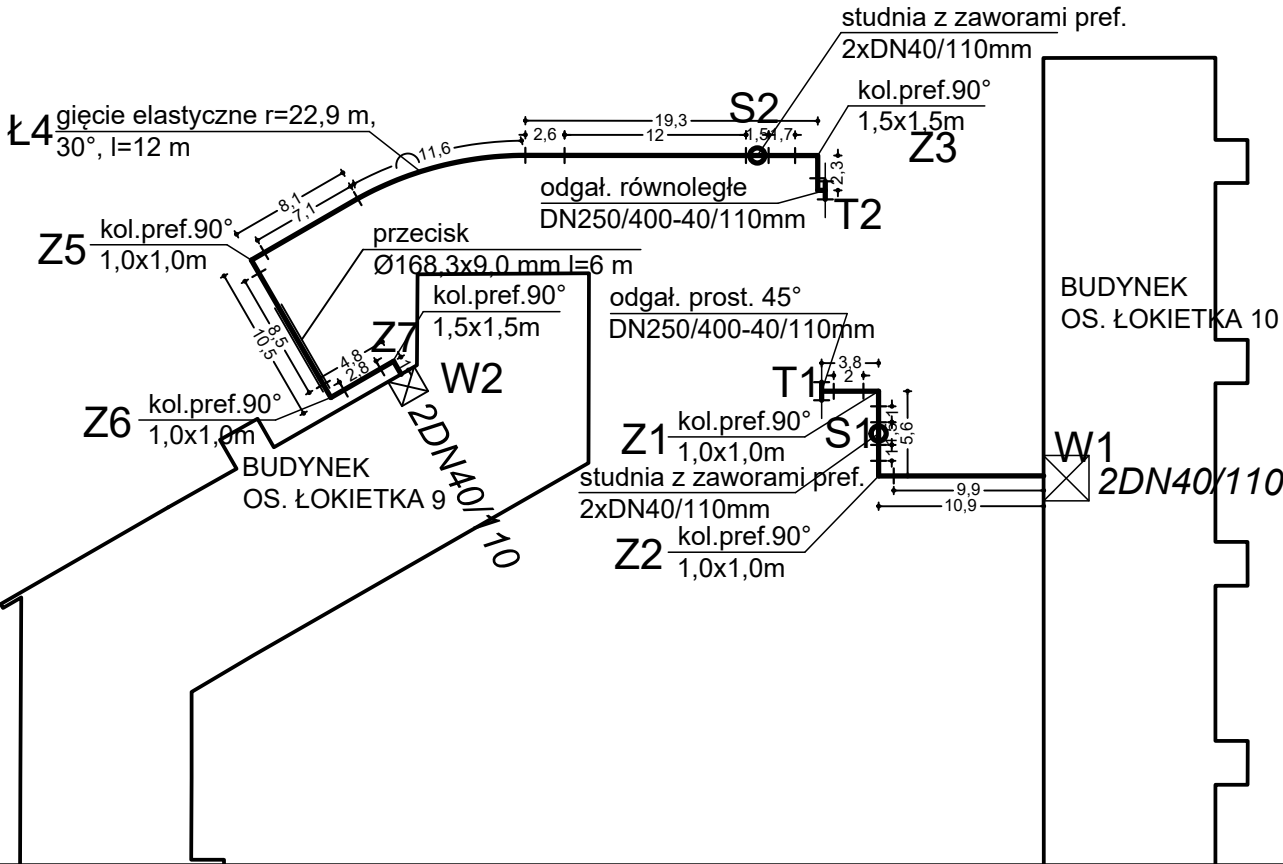 studnia z zaworami pref.
2xDN40/110mm
Ł4
gięcie elastyczne r=22,9 m,
30°, l=12 m
S2
kol.pref.90°
1,5x1,5m
Z3
19,3
2,6
12
1,5
1,7
11,6
2,3
8,1
7,1
odgał. równoległe
DN250/400-40/110mm
T2
Z5
kol.pref.90°
1,0x1,0m
przecisk
Ø168,3x9,0 mm l=6 m
kol.pref.90°
1,5x1,5m
Z7
odgał. prost. 45°
DN250/400-40/110mm
BUDYNEK
OS. ŁOKIETKA 10
8,5
10,5
4,8
2,8
W2
3,8
2
T1
Z6
kol.pref.90°
1,0x1,0m
2DN40/110
Z1
kol.pref.90°
1,0x1,0m
S1
5,6
W1
2DN40/110
BUDYNEK
OS. ŁOKIETKA 9
studnia z zaworami pref.
2xDN40/110mm
9,9
10,9
Z2
kol.pref.90°
1,0x1,0m